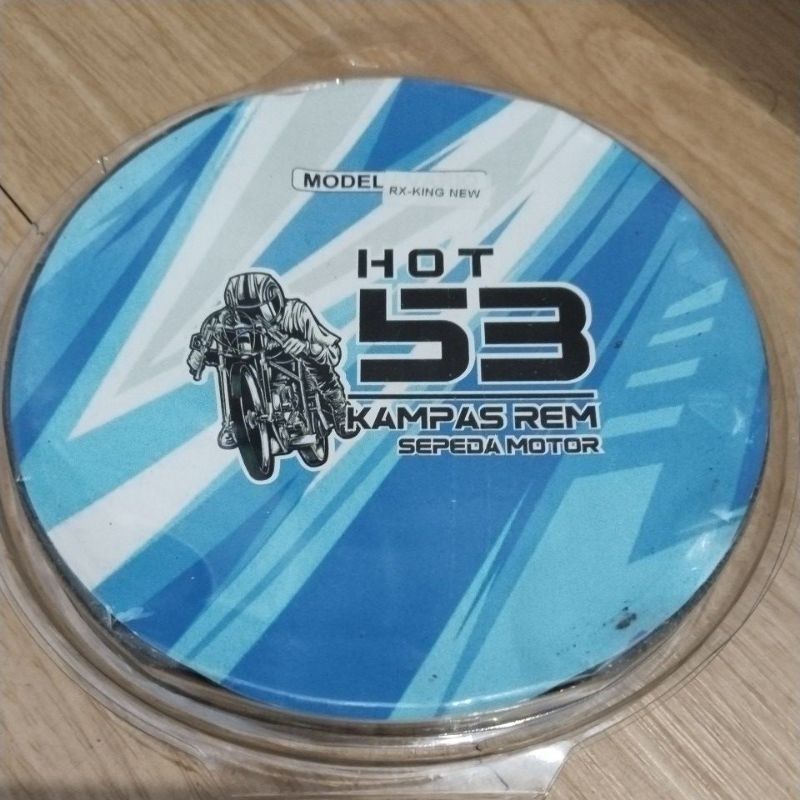 MODEL RX-KING NEW
HOT
53
KAMPAS REM
SEPEDA MOTOR